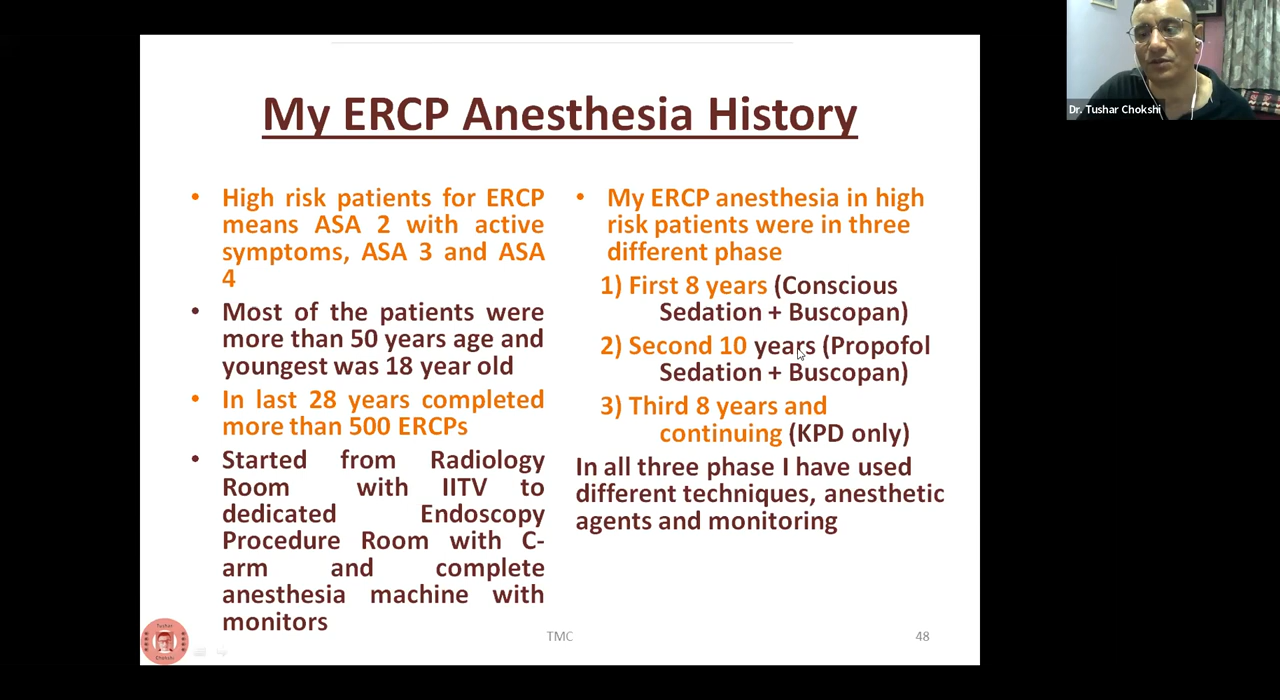 Dr. Tushar Chokshi
My ERCP Anesthesia History
• High risk patients for ERCP
means ASA 2 with active
symptoms, ASA 3 and ASA
4
• Most of the patients were
more than 50 years age and
youngest was 18 year old
• In last 28 years completed
more than 500 ERCPs
• Started from Radiology
Room with IITV to
dedicated Endoscopy
Procedure Room with C-
arm and complete
anesthesia machine with
monitors
• My ERCP anesthesia in high
risk patients were in three
different phase
1) First 8 years (Conscious
Sedation + Buscopan)
2) Second 10 years (Propofol
Sedation + Buscopan)
3) Third 8 years and
continuing (KPD only)
In all three phase I have used
different techniques, anesthetic
agents and monitoring
Tushar
Chokshi
TMC
48